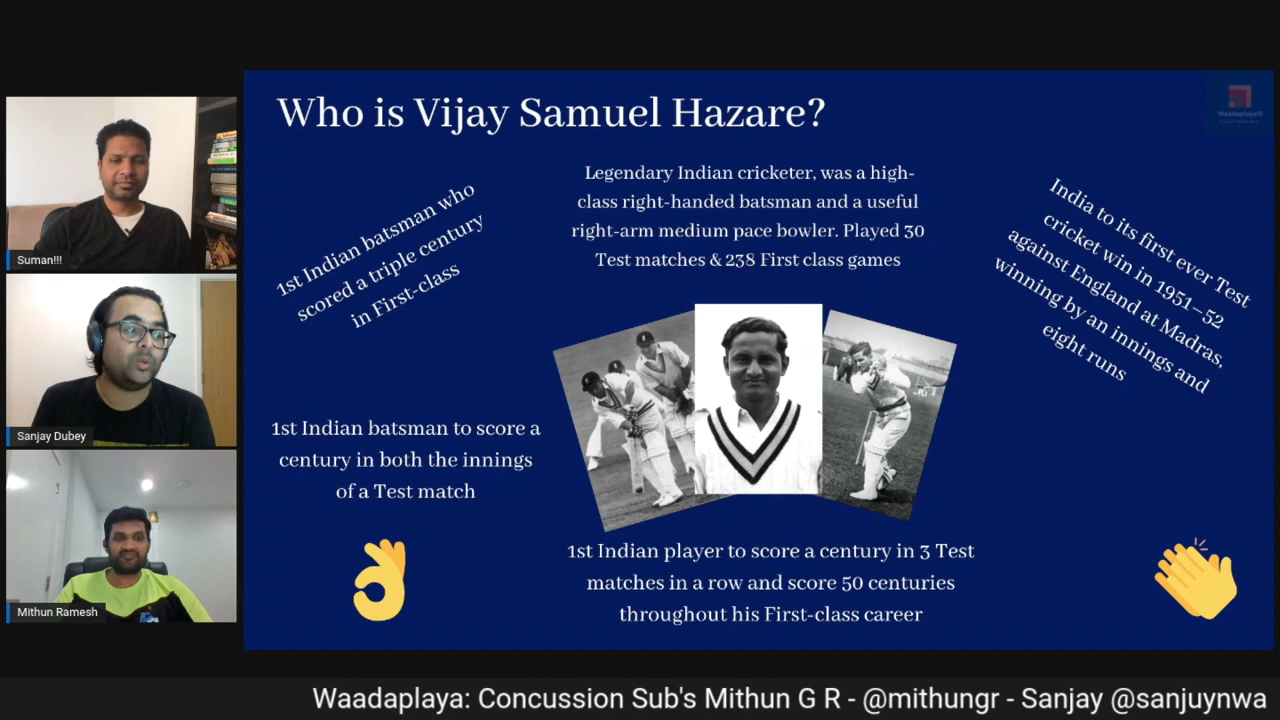 Who is Vijay Samuel Hazare?
Waadaplaya!!!
1st Indian batsman who
scored a triple century
in First-class
Legendary Indian cricketer, was a high-
class right-handed batsman and a useful
right-arm medium pace bowler. Played 30
Test matches & 238 First class games
India to its first ever Test
cricket win in 1951–52
against England at Madras,
winning by an innings and
eight runs
1st Indian batsman to score a
century in both the innings
of a Test match
1st Indian player to score a century in 3 Test
matches in a row and score 50 centuries
throughout his First-class career
Suman!!!
Sanjay Dubey
Mithun Ramesh
Waadaplaya: Concussion Sub's Mithun G R - @mithungr - Sanjay @sanjuynwa